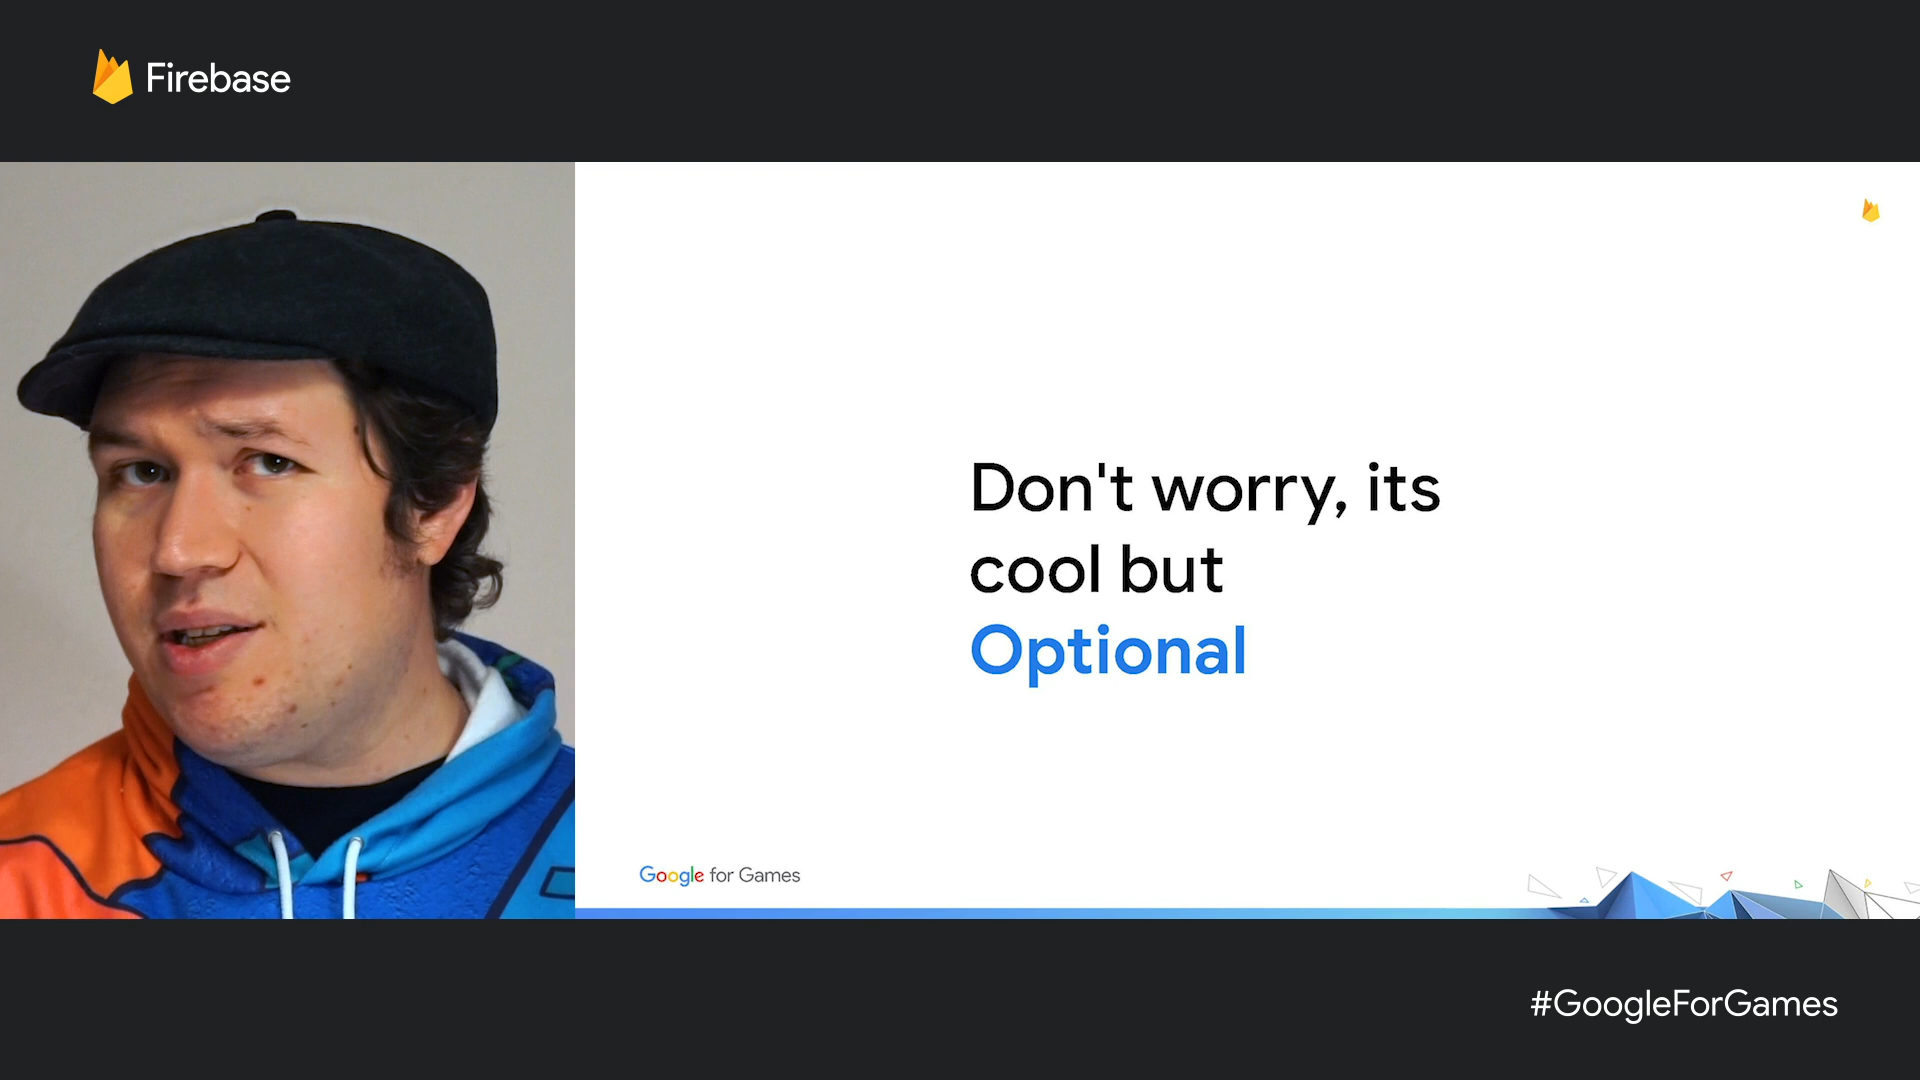 Firebase
Don't worry, its
cool but
Optional
Google for Games
#GoogleForGames